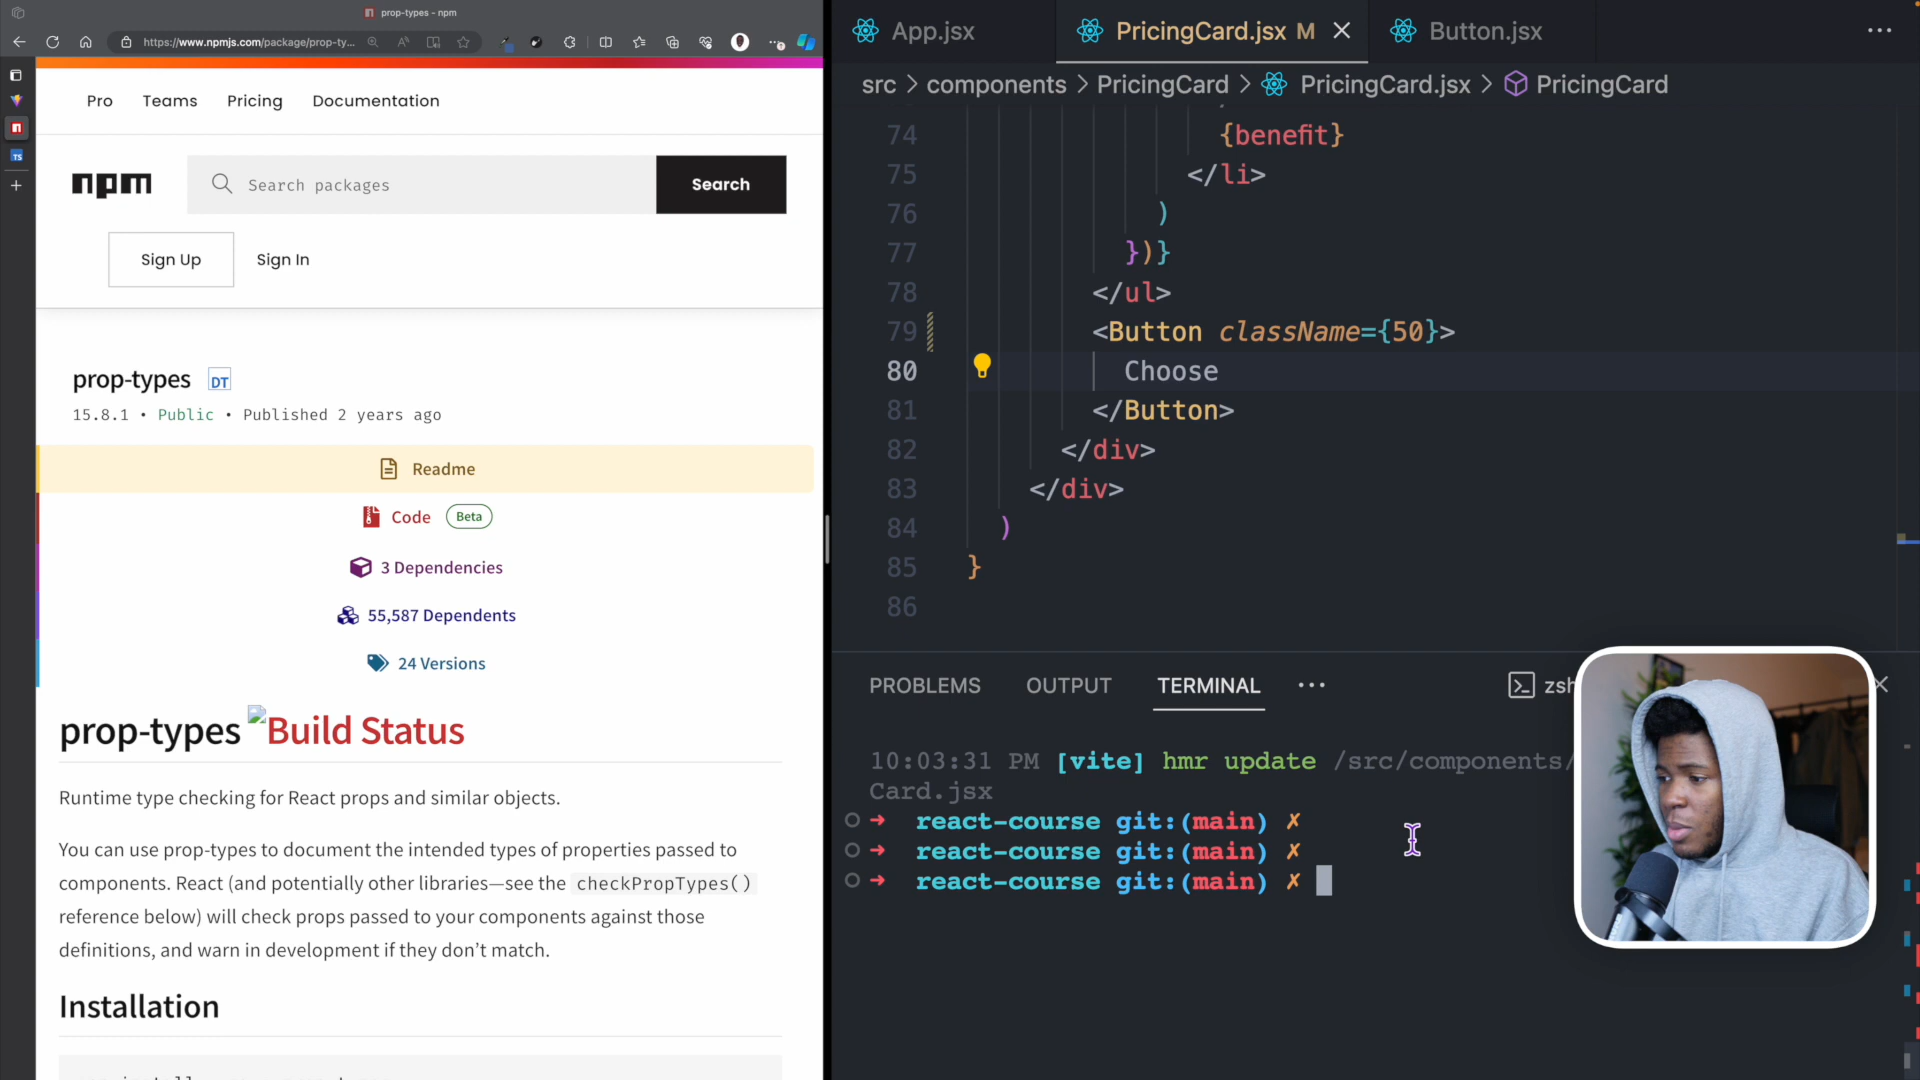 prop-types - npm
https://www.npmjs.com/package/prop-ty...
Pro Teams Pricing Documentation
npm
Search packages
Search
Sign Up Sign In
prop-types DT
15.8.1 • Public • Published 2 years ago
Readme
Code Beta
3 Dependencies
55,587 Dependents
24 Versions
prop-types Build Status
Runtime type checking for React props and similar objects.
You can use prop-types to document the intended types of properties passed to
components. React (and potentially other libraries—see the checkPropTypes()
reference below) will check props passed to your components against those
definitions, and warn in development if they don't match.
Installation
App.jsx PricingCard.jsx M Button.jsx
src > components > PricingCard > PricingCard.jsx > PricingCard
74 {benefit}
75 </li>
76 )
77 })}
78 </ul>
79 <Button className={50}>
80 Choose
81 </Button>
82 </div>
83 </div>
84 )
85 }
86
PROBLEMS OUTPUT TERMINAL ··· zsh
10:03:31 PM [vite] hmr update /src/components/
Card.jsx
➜ react-course git:(main) ✗
➜ react-course git:(main) ✗
➜ react-course git:(main) ✗